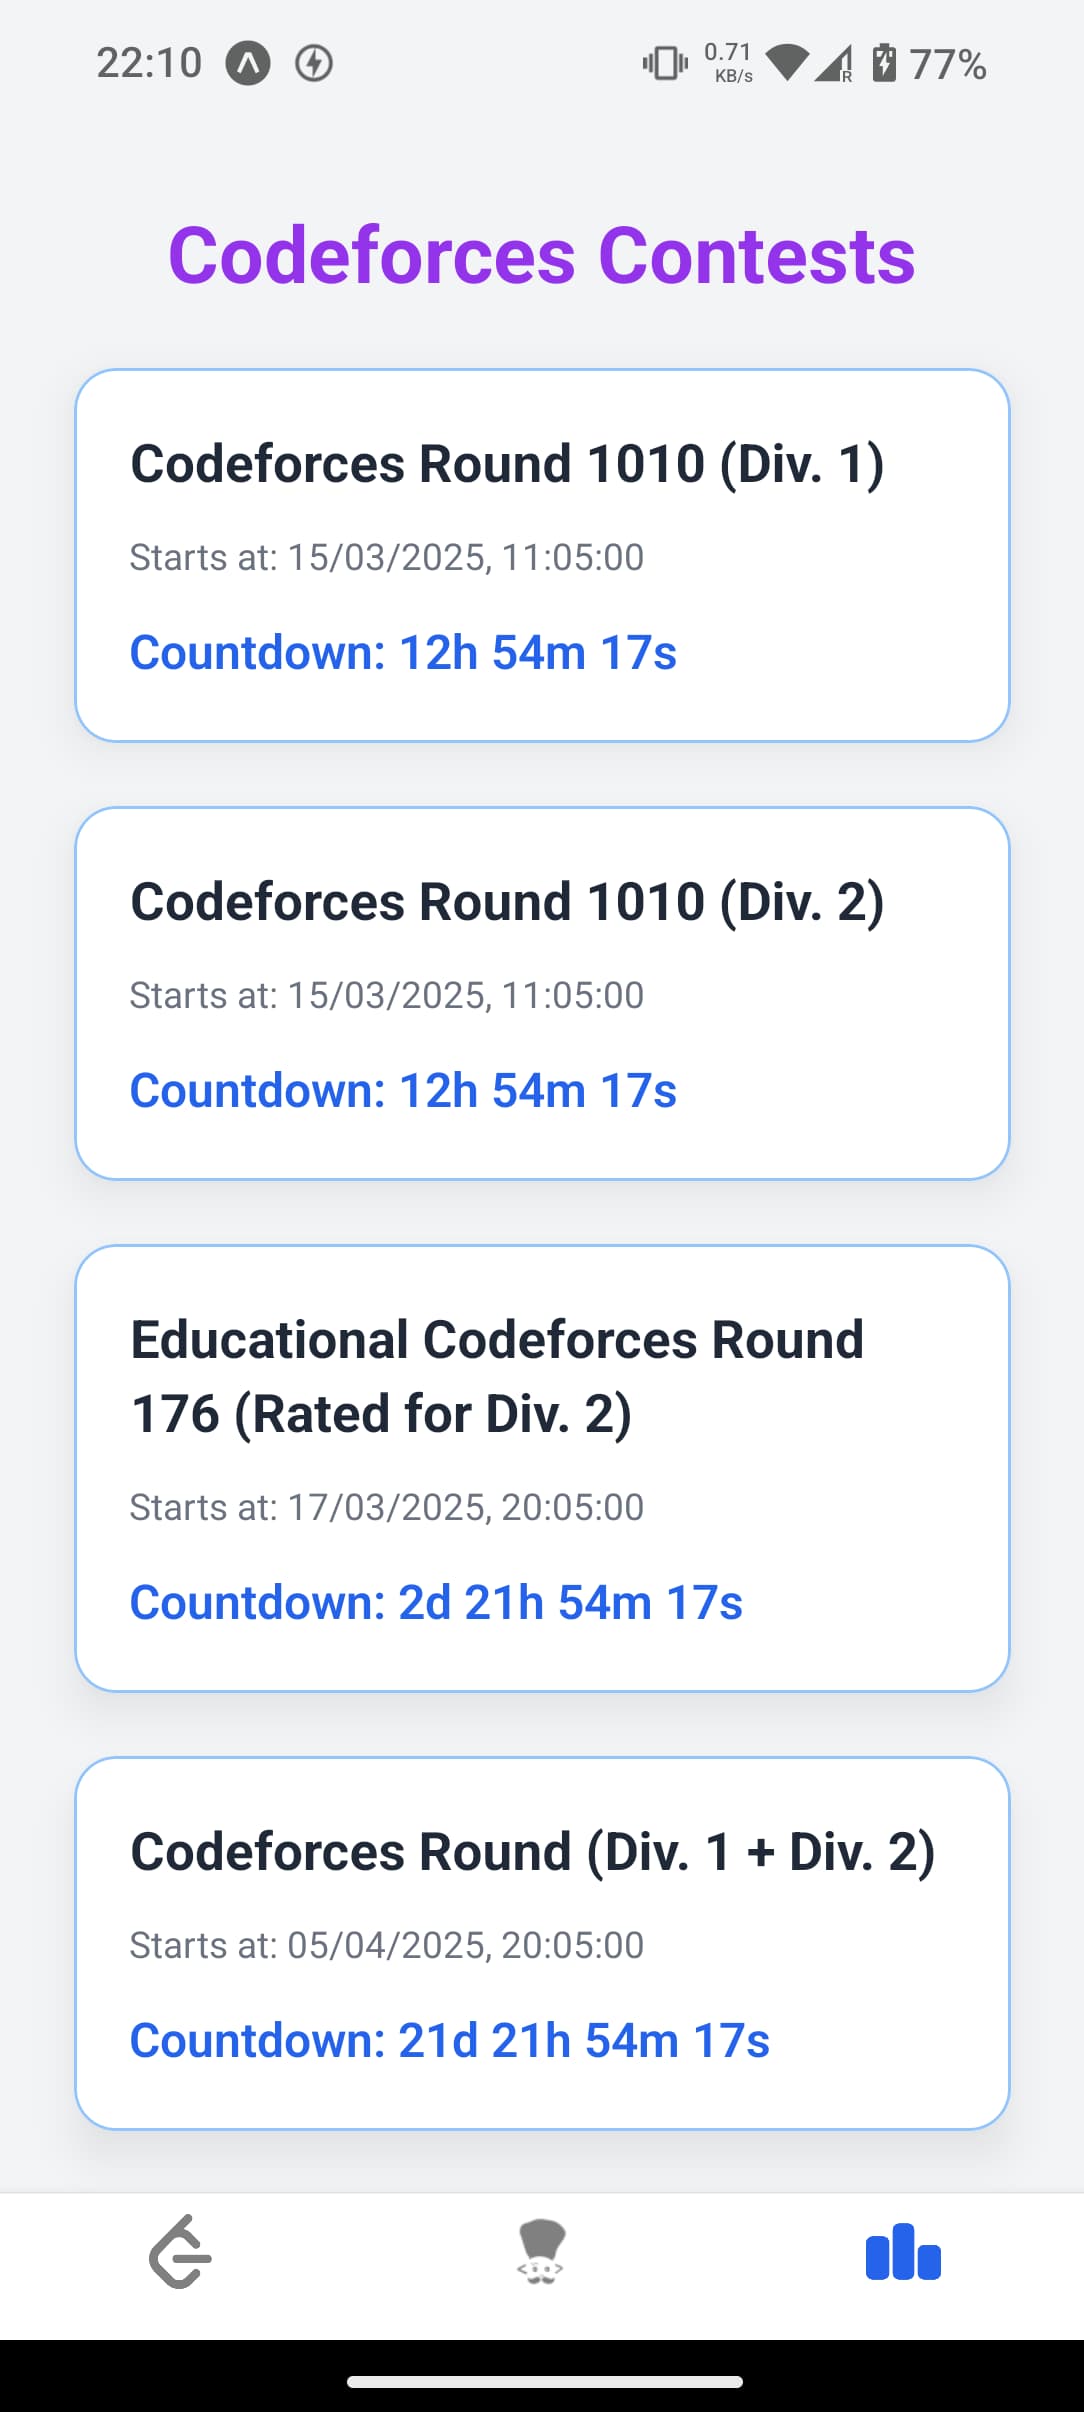 22:10
0.71
KB/s
R
77%
Codeforces Contests
Codeforces Round 1010 (Div. 1)
Starts at: 15/03/2025, 11:05:00
Countdown: 12h 54m 17s
Codeforces Round 1010 (Div. 2)
Starts at: 15/03/2025, 11:05:00
Countdown: 12h 54m 17s
Educational Codeforces Round
176 (Rated for Div. 2)
Starts at: 17/03/2025, 20:05:00
Countdown: 2d 21h 54m 17s
Codeforces Round (Div. 1 + Div. 2)
Starts at: 05/04/2025, 20:05:00
Countdown: 21d 21h 54m 17s